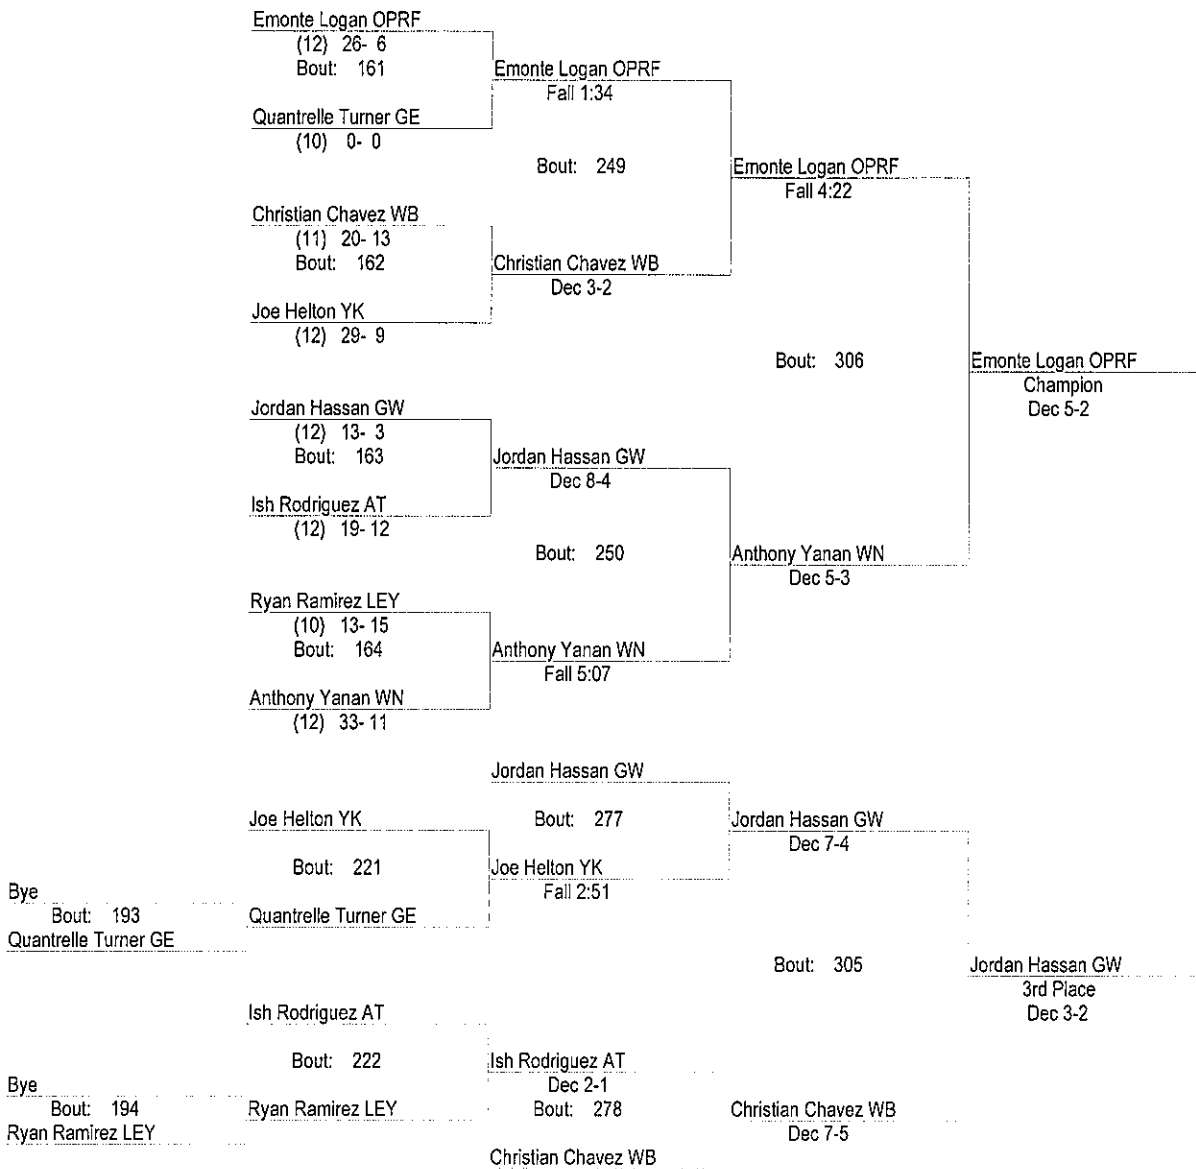 Emonte Logan OPRF
(12) 26- 6
Bout: 161
Emonte Logan OPRF
Fall 1:34
Quantrelle Turner GE
(10) 0- 0
Bout: 249
Emonte Logan OPRF
Fall 4:22
Christian Chavez WB
(11) 20- 13
Bout: 162
Christian Chavez WB
Dec 3-2
Joe Helton YK
(12) 29- 9
Bout: 306
Emonte Logan OPRF
Champion
Dec 5-2
Jordan Hassan GW
(12) 13- 3
Bout: 163
Jordan Hassan GW
Dec 8-4
Ish Rodriguez AT
(12) 19- 12
Bout: 250
Anthony Yanan WN
Dec 5-3
Ryan Ramirez LEY
(10) 13- 15
Bout: 164
Anthony Yanan WN
Fall 5:07
Anthony Yanan WN
(12) 33- 11
Jordan Hassan GW
Joe Helton YK
Bout: 277
Jordan Hassan GW
Dec 7-4
Bout: 221
Joe Helton YK
Fall 2:51
Bye
Bout: 193
Quantrelle Turner GE
Quantrelle Turner GE
Bout: 305
Jordan Hassan GW
3rd Place
Dec 3-2
Ish Rodriguez AT
Bout: 222
Ish Rodriguez AT
Dec 2-1
Bye
Bout: 194
Ryan Ramirez LEY
Ryan Ramirez LEY
Bout: 278
Christian Chavez WB
Dec 7-5
Christian Chavez WB